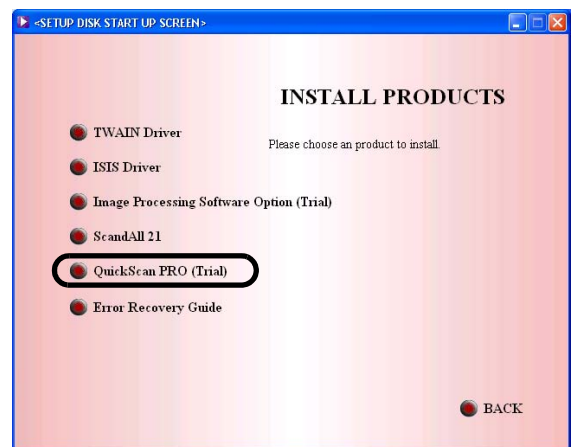 <SETUP DISK START UP SCREEN>
INSTALL PRODUCTS
TWAIN Driver
Please choose an product to install.
ISIS Driver
Image Processing Software Option (Trial)
ScandAll 21
QuickScan PRO (Trial)
Error Recovery Guide
BACK